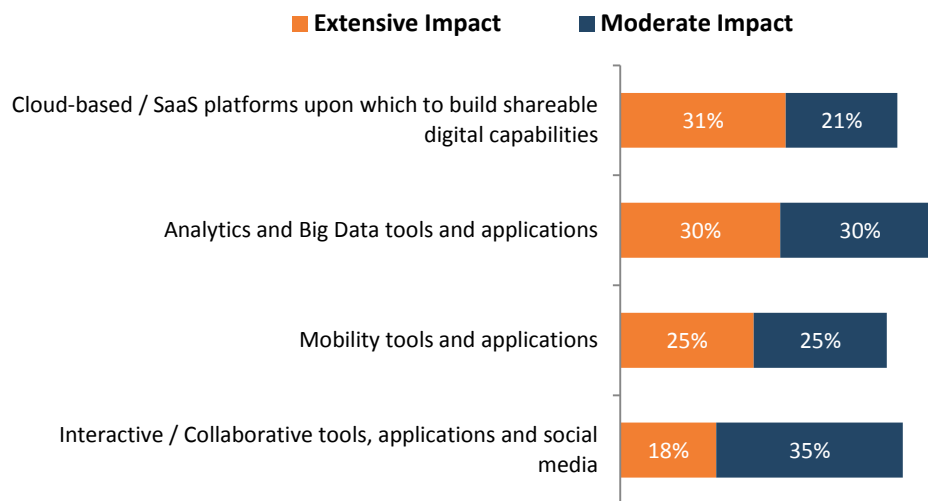 Extensive Impact Moderate Impact
Cloud-based / SaaS platforms upon which to build shareable
digital capabilities
31% 21%
Analytics and Big Data tools and applications
30% 30%
Mobility tools and applications
25% 25%
Interactive / Collaborative tools, applications and social
media
18% 35%